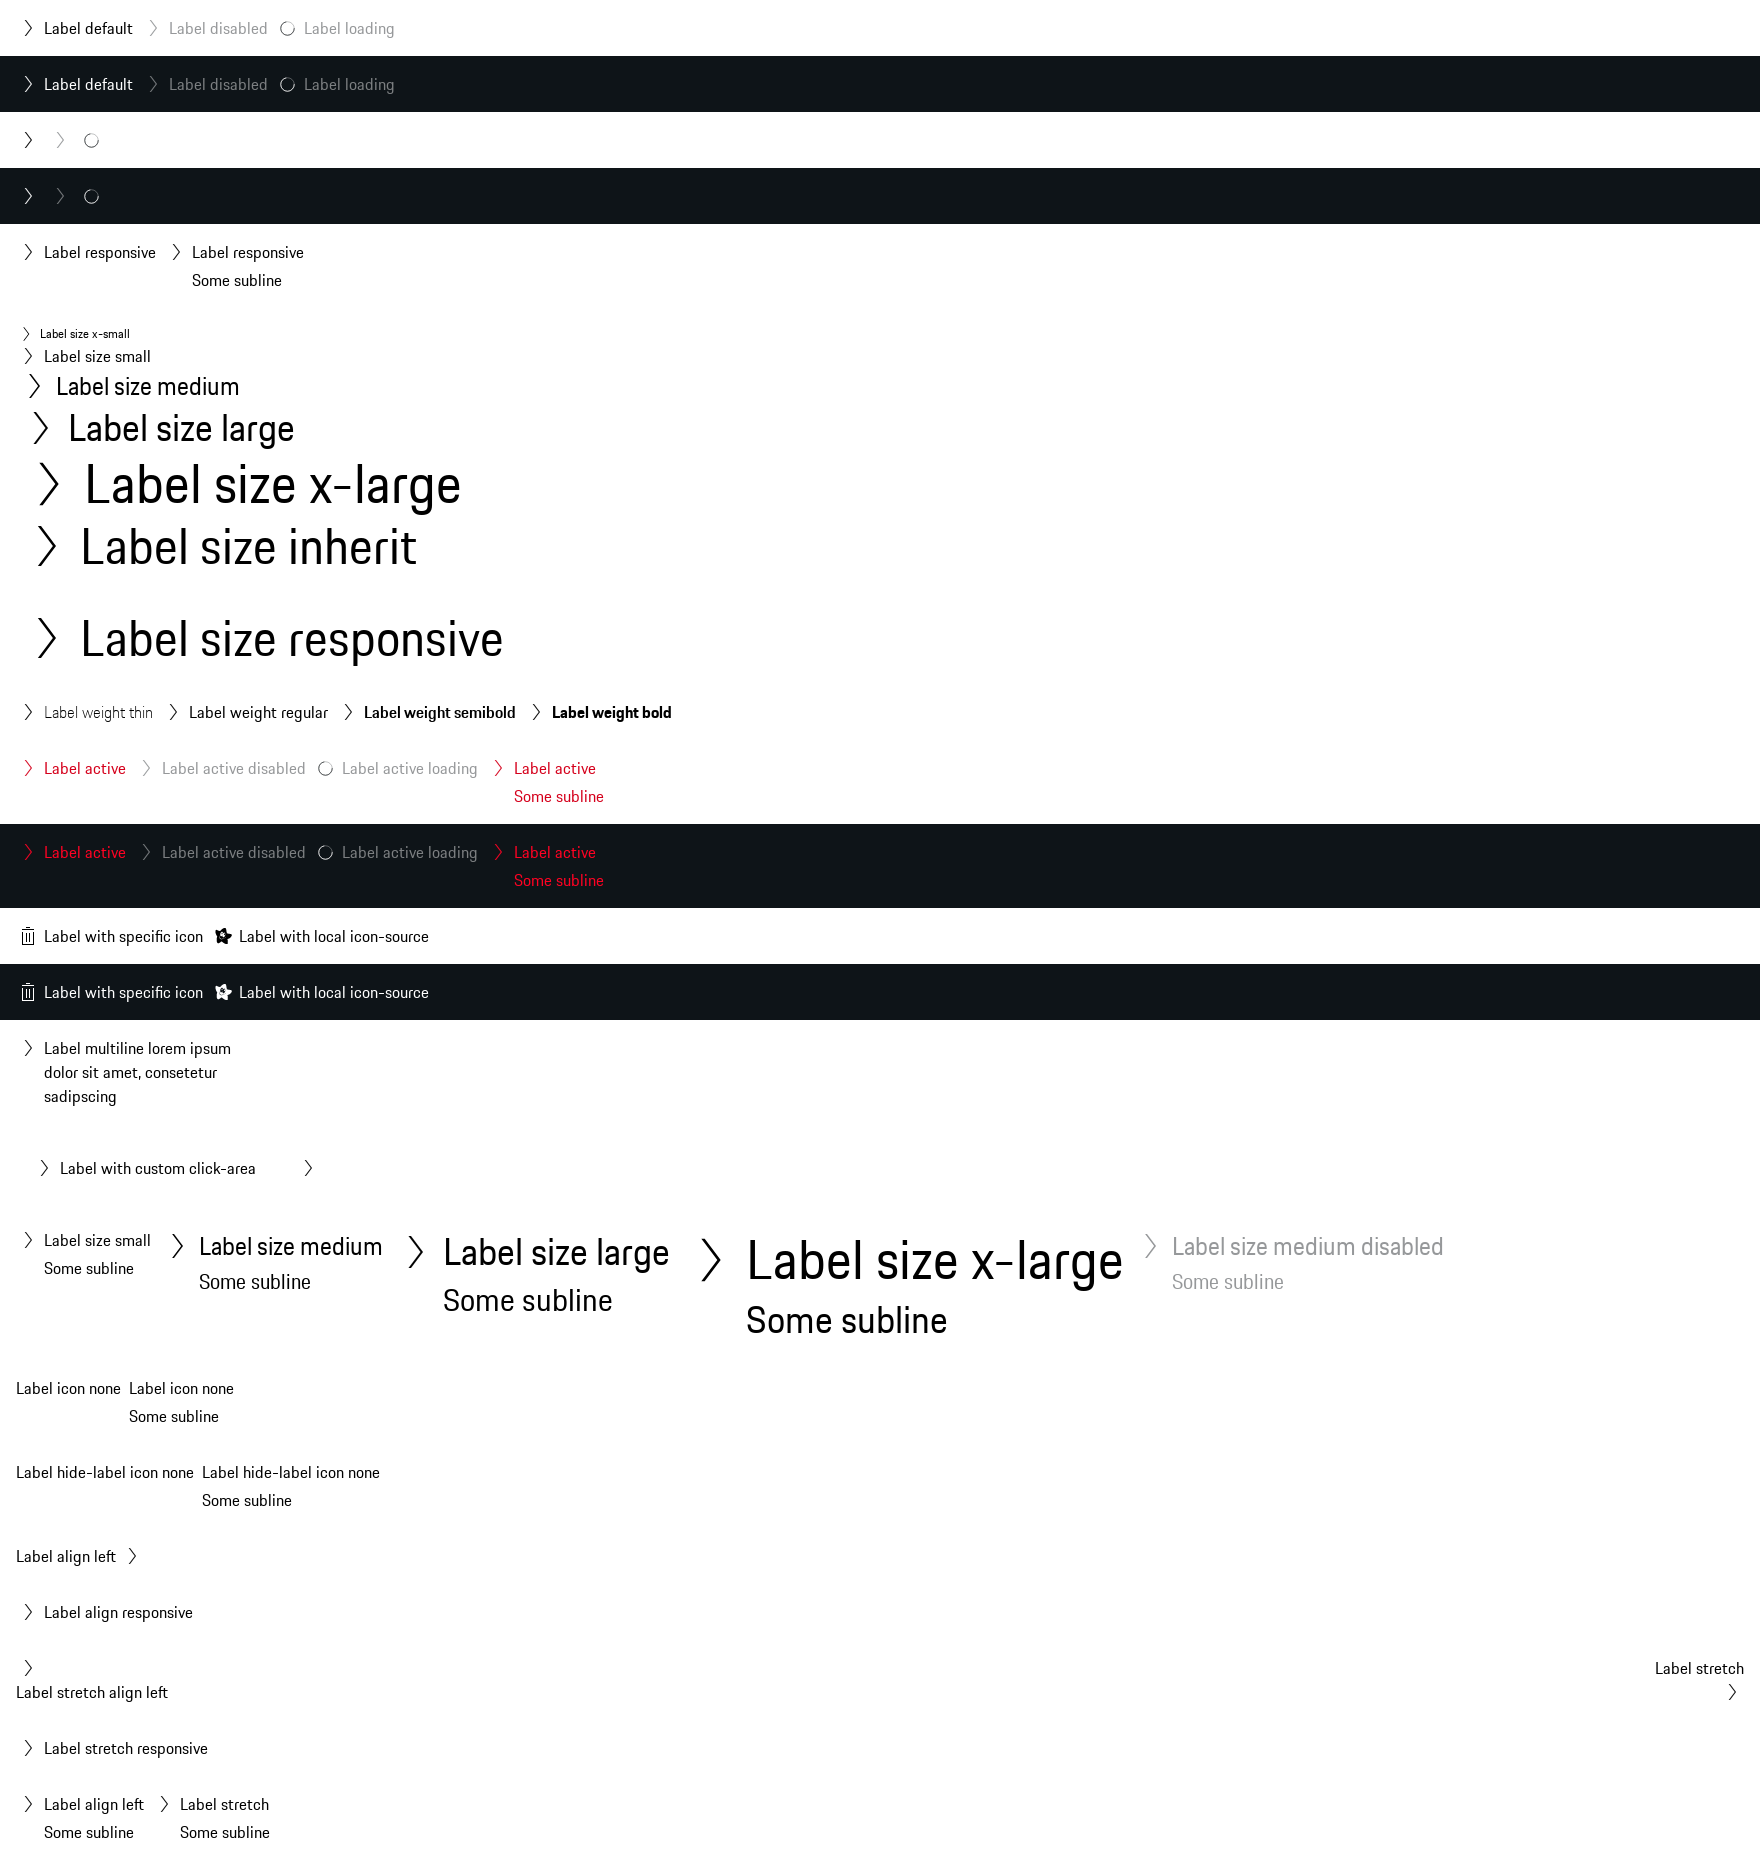 Label default Label disabled Label loading
Label default Label disabled Label loading
Label responsive Label responsive
Some subline
Label size x-small
Label size small
Label size medium
Label size large
Label size x-large
Label size inherit
Label size responsive
Label weight thin Label weight regular Label weight semibold Label weight bold
Label active Label active disabled Label active loading Label active
Some subline
Label active Label active disabled Label active loading Label active
Some subline
Label with specific icon Label with local icon-source
Label with specific icon Label with local icon-source
Label multiline lorem ipsum
dolor sit amet, consetetur
sadipscing
Label with custom click-area
Label size small Label size medium Label size large Label size x-large Label size medium disabled
Some subline Some subline Some subline Some subline Some subline
Label icon none Label icon none
Some subline
Label hide-label icon none Label hide-label icon none
Some subline
Label align left
Label align responsive
Label stretch
Label stretch align left
Label stretch responsive
Label align left Label stretch
Some subline Some subline